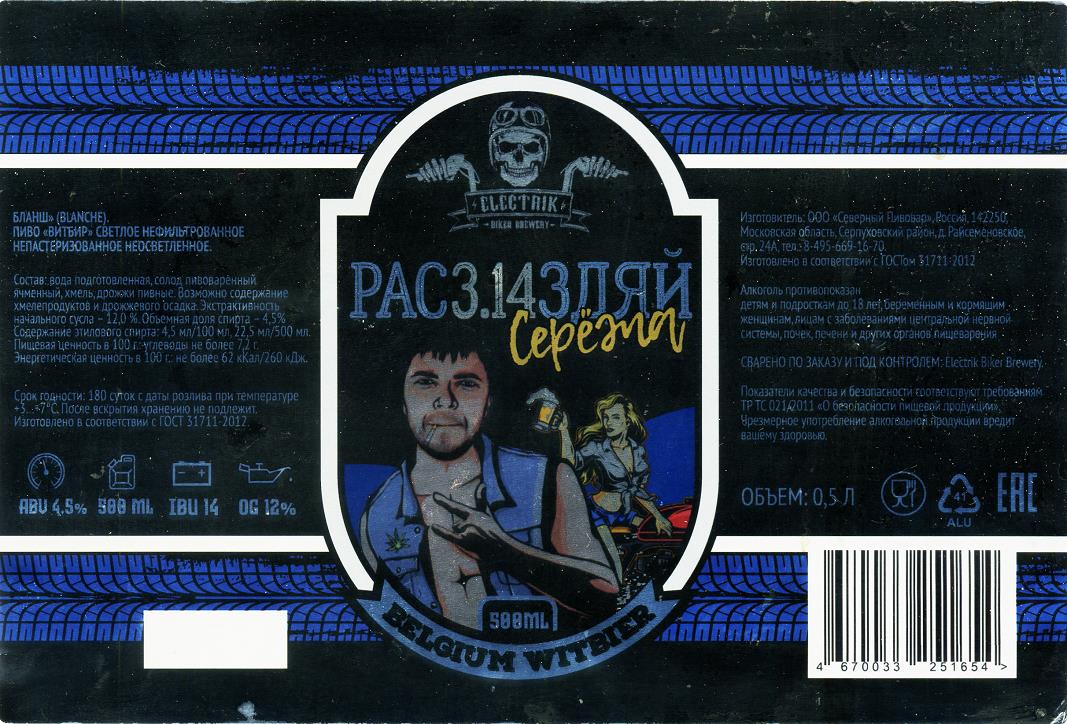 БЛАНШ» (BLANCHE).
ПИВО «ВИТБИР» СВЕТЛОЕ НЕФИЛЬТРОВАННОЕ
НЕПАСТЕРИЗОВАННОЕ НЕОСВЕТЛЕННОЕ.
Состав: вода подготовленная, солод пивоваренный
ячменный, хмель, дрожжи пивные. Возможно содержание
хмелепродуктов и дрожжевого осадка. Экстрактивность
начального сусла – 12,0 %. Объемная доля спирта – 4,5%
Содержание этилового спирта: 4,5 мл/100 мл. 22,5 мл/500 мл.
Пищевая ценность в 100 г.: углеводы не более 7,2 г.
Энергетическая ценность в 100 г.: не более 62 кКал/260 кДж.
Срок годности: 180 суток с даты розлива при температуре
+3...+7°С. После вскрытия хранению не подлежит.
Изготовлено в соответствии с ГОСТ 31711-2012.
ABV 4,5% 500 ML IBU 14 OG 12%
ELECTRIK
BIKER BREWERY
РАСЗ.14ЗДЯЙ
Серёжа
500ML
BELGIUM WITBIER
Изготовитель: ООО «Северный Пивовар», Россия, 142250,
Московская область, Серпуховский район, д. Райсемёновское,
стр. 24А, тел.: 8-495-669-16-70.
Изготовлено в соответствии с ГОСТом 31711-2012
Алкоголь противопоказан
детям и подросткам до 18 лет, беременным и кормящим
женщинам, лицам с заболеваниями центральной нервной
системы, почек, печени и других органов пищеварения
СВАРЕНО ПО ЗАКАЗУ И ПОД КОНТРОЛЕМ: Electrik Biker Brewery.
Показатели качества и безопасности соответствуют требованиям
ТР ТС 021/2011 «О безопасности пищевой продукции».
Чрезмерное употребление алкогольной продукции вредит
вашему здоровью.
ОБЪЕМ: 0,5 Л
41
ALU
EAC
4 670033 251654 >